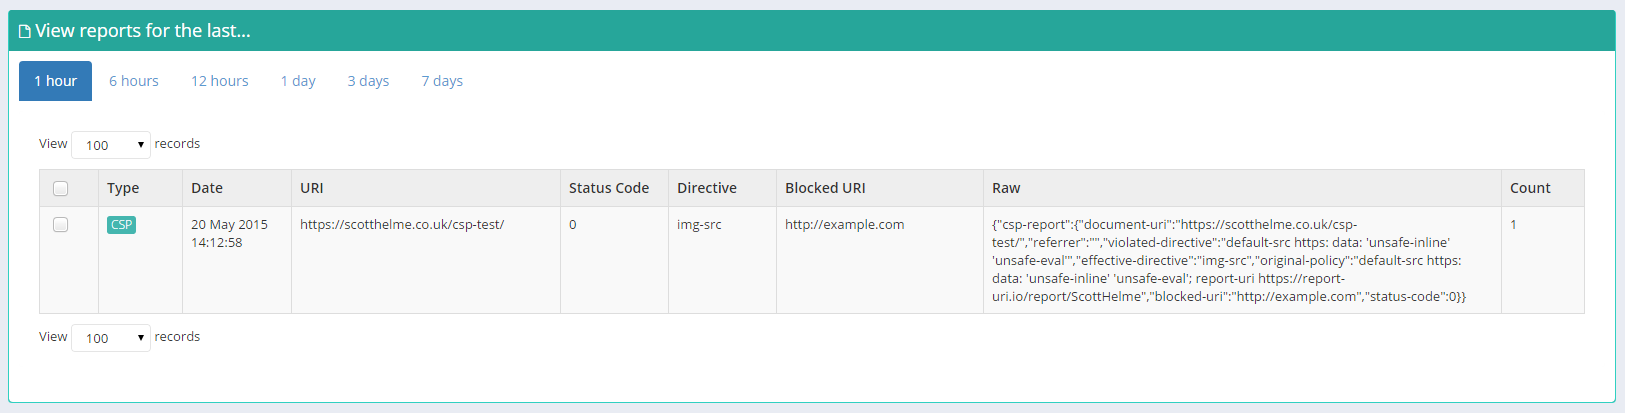 View reports for the last...
1 hour 6 hours 12 hours 1 day 3 days 7 days
View 100 records
Type Date URI Status Code Directive Blocked URI Raw Count
CSP 20 May 2015 https://scotthelme.co.uk/csp-test/ 0 img-src http://example.com {"csp-report":{"document-uri":"https://scotthelme.co.uk/csp- 1
14:12:58 test/","referrer":"","violated-directive":"default-src https: data: 'unsafe-inline'
'unsafe-eval'","effective-directive":"img-src","original-policy":"default-src https:
data: 'unsafe-inline' 'unsafe-eval'; report-uri https://report-
uri.io/report/ScottHelme","blocked-uri":"http://example.com","status-code":0}}
View 100 records